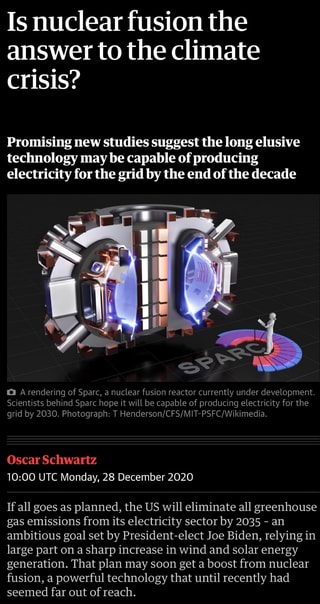 Is nuclear fusion the
answer to the climate
crisis?
Promising new studies suggest the long elusive
technology may be capable of producing
electricity for the grid by the end of the decade
SPARC
A rendering of Sparc, a nuclear fusion reactor currently under development.
Scientists behind Sparc hope it will be capable of producing electricity for the
grid by 2030. Photograph: T Henderson/CFS/MIT-PSFC/Wikimedia.
Oscar Schwartz
10:00 UTC Monday, 28 December 2020
If all goes as planned, the US will eliminate all greenhouse
gas emissions from its electricity sector by 2035 – an
ambitious goal set by President-elect Joe Biden, relying in
large part on a sharp increase in wind and solar energy
generation. That plan may soon get a boost from nuclear
fusion, a powerful technology that until recently had
seemed far out of reach.